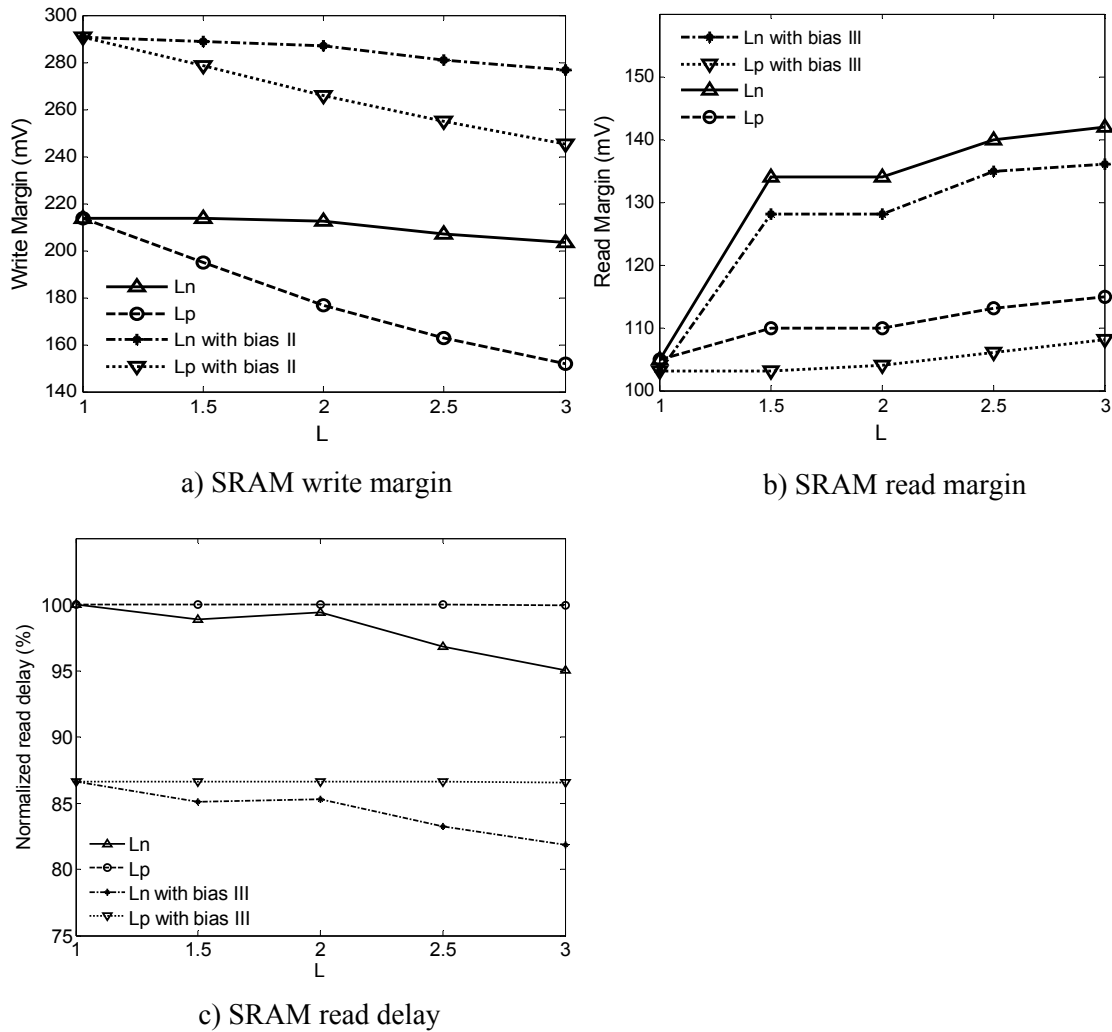 300
280
260
240
220
200
180
160
140
Write Margin (mV)
Ln
Lp
Ln with bias II
Lp with bias II
1
1.5
2
2.5
3
L
a) SRAM write margin
150
140
130
120
110
100
Read Margin (mV)
Ln with bias III
Lp with bias III
Ln
Lp
1
1.5
2
2.5
3
L
b) SRAM read margin
100
95
90
85
80
75
Normalized read delay (%)
Ln
Lp
Ln with bias III
Lp with bias III
1
1.5
2
2.5
3
L
c) SRAM read delay